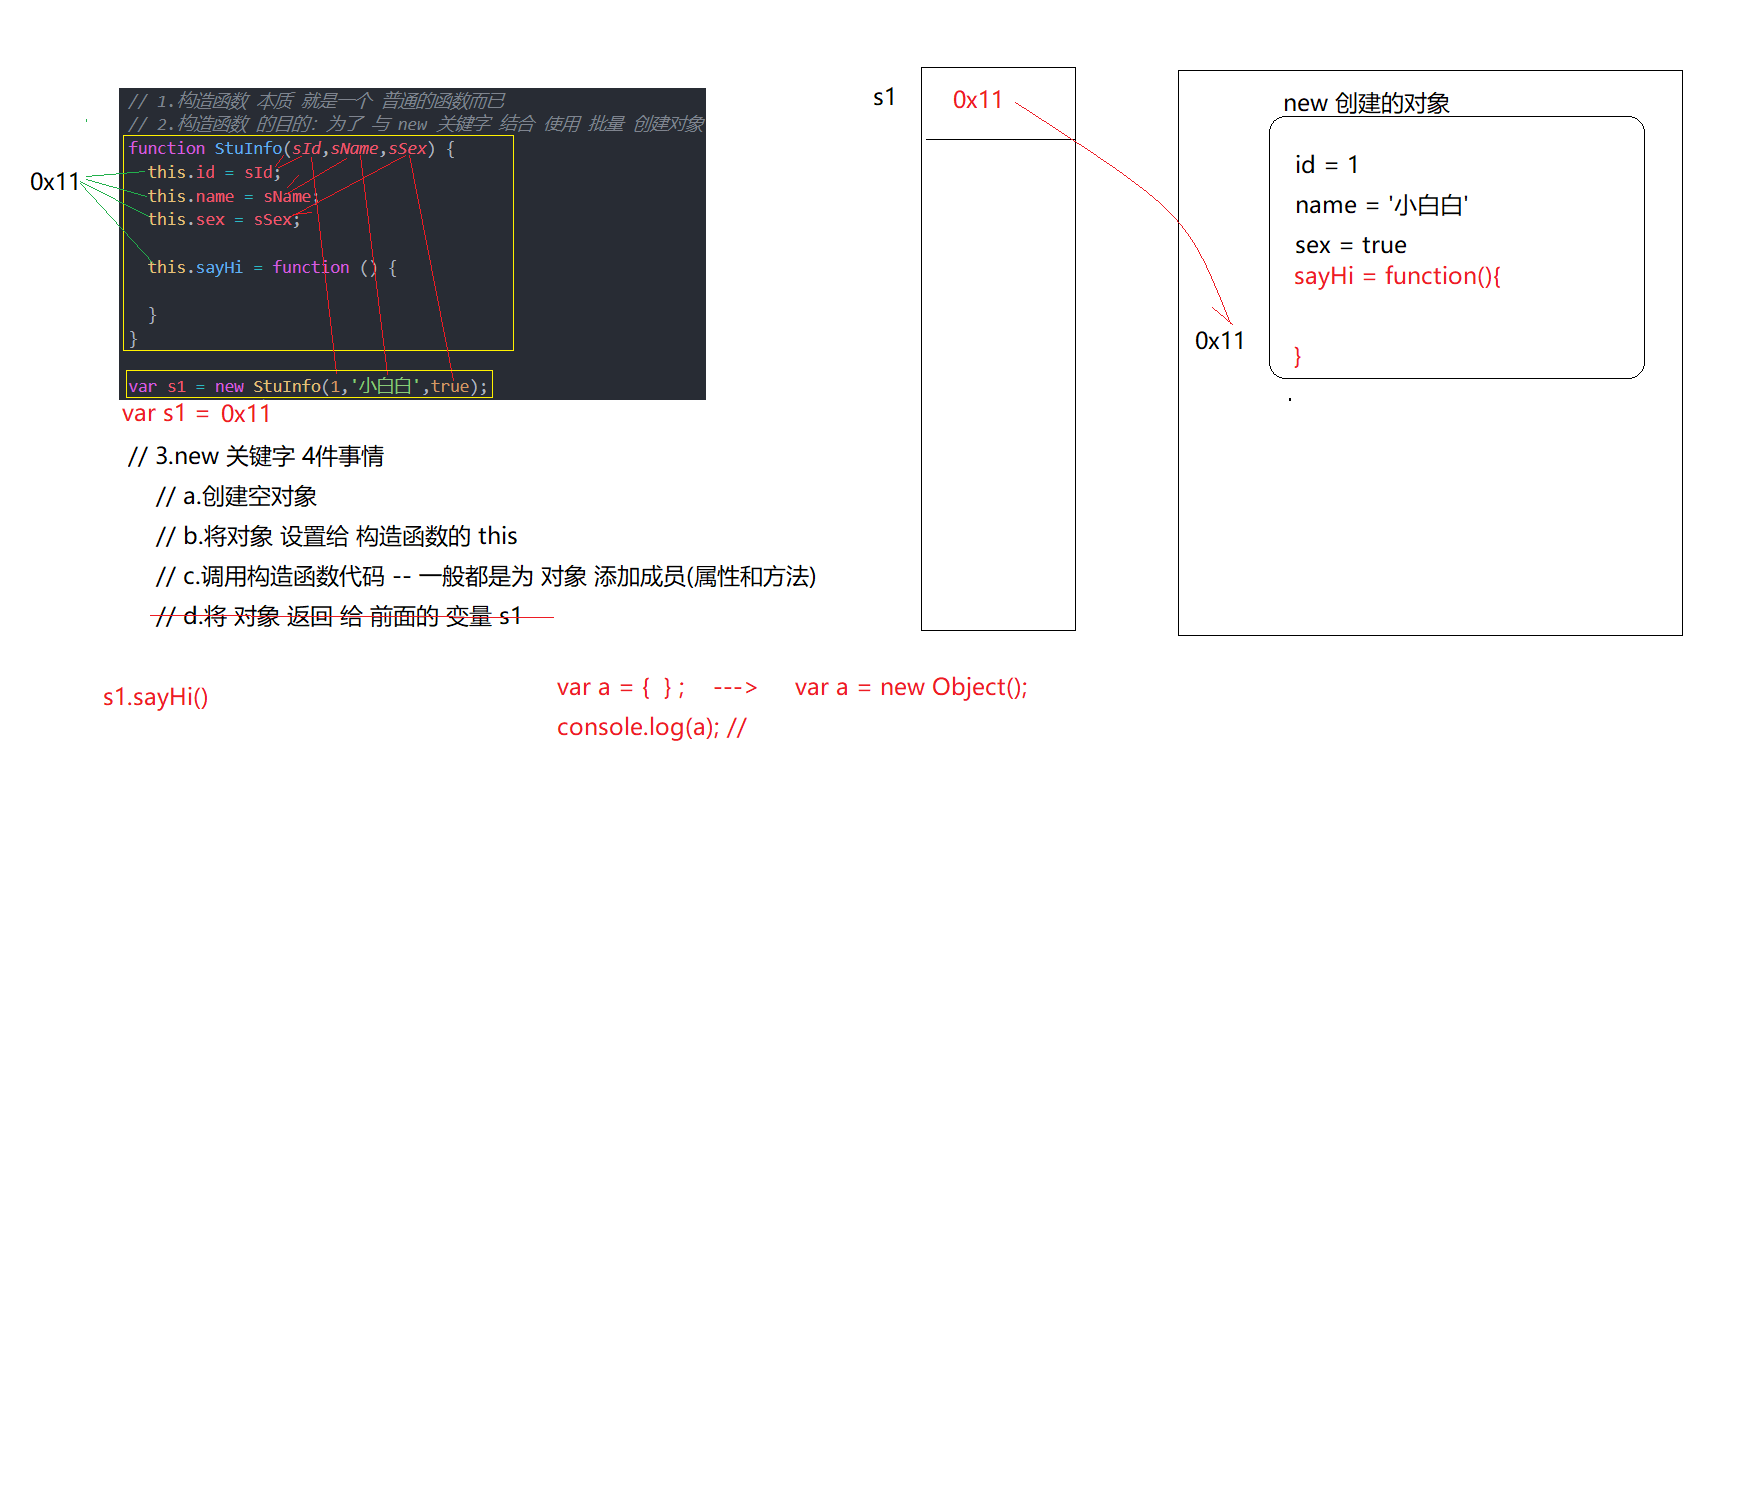 // 1.构造函数 本质 就是一个 普通的函数而已
// 2.构造函数 的目的: 为了 与 new 关键字 结合 使用 批量 创建对象
function StuInfo(sId,sName,sSex) {
this.id = sId;
this.name = sName;
this.sex = sSex;
this.sayHi = function () {
}
}
var s1 = new StuInfo(1,'小白白',true);
0x11
var s1 = 0x11
// 3.new 关键字 4件事情
// a.创建空对象
// b.将对象 设置给 构造函数的 this
// c.调用构造函数代码 -- 一般都是为 对象 添加成员(属性和方法)
// d.将 对象 返回 给 前面的 变量 s1
s1 0x11
new 创建的对象
id = 1
name = '小白白'
sex = true
sayHi = function(){
}
0x11
s1.sayHi()
var a = { } ; ---> var a = new Object();
console.log(a); //